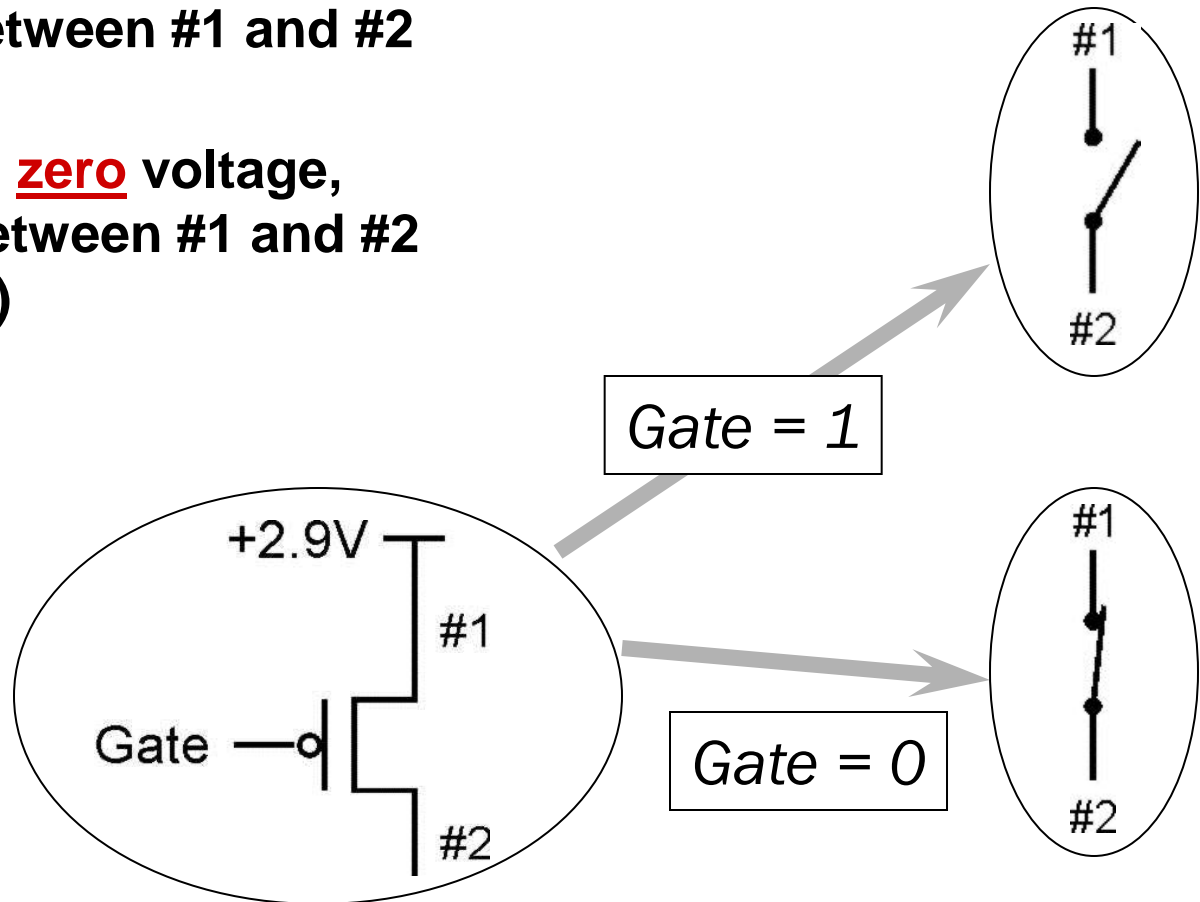 etween #1 and #2
zero voltage,
etween #1 and #2
)
#1
#2
Gate = 1
+2.9V
#1
Gate
#2
#1
Gate = 0
#2